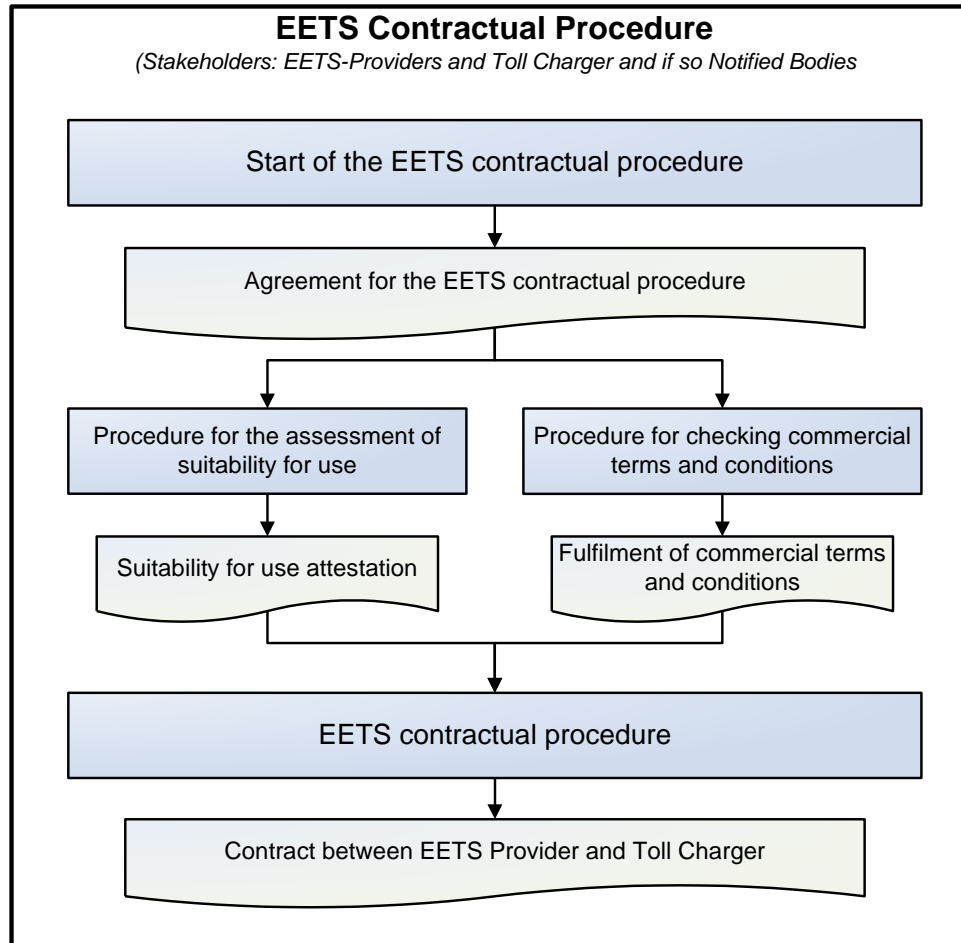 EETS Contractual Procedure
(Stakeholders: EETS-Providers and Toll Charger and if so Notified Bodies
Start of the EETS contractual procedure
Agreement for the EETS contractual procedure
Procedure for the assessment of
suitability for use
Procedure for checking commercial
terms and conditions
Suitability for use attestation
Fulfilment of commercial terms
and conditions
EETS contractual procedure
Contract between EETS Provider and Toll Charger